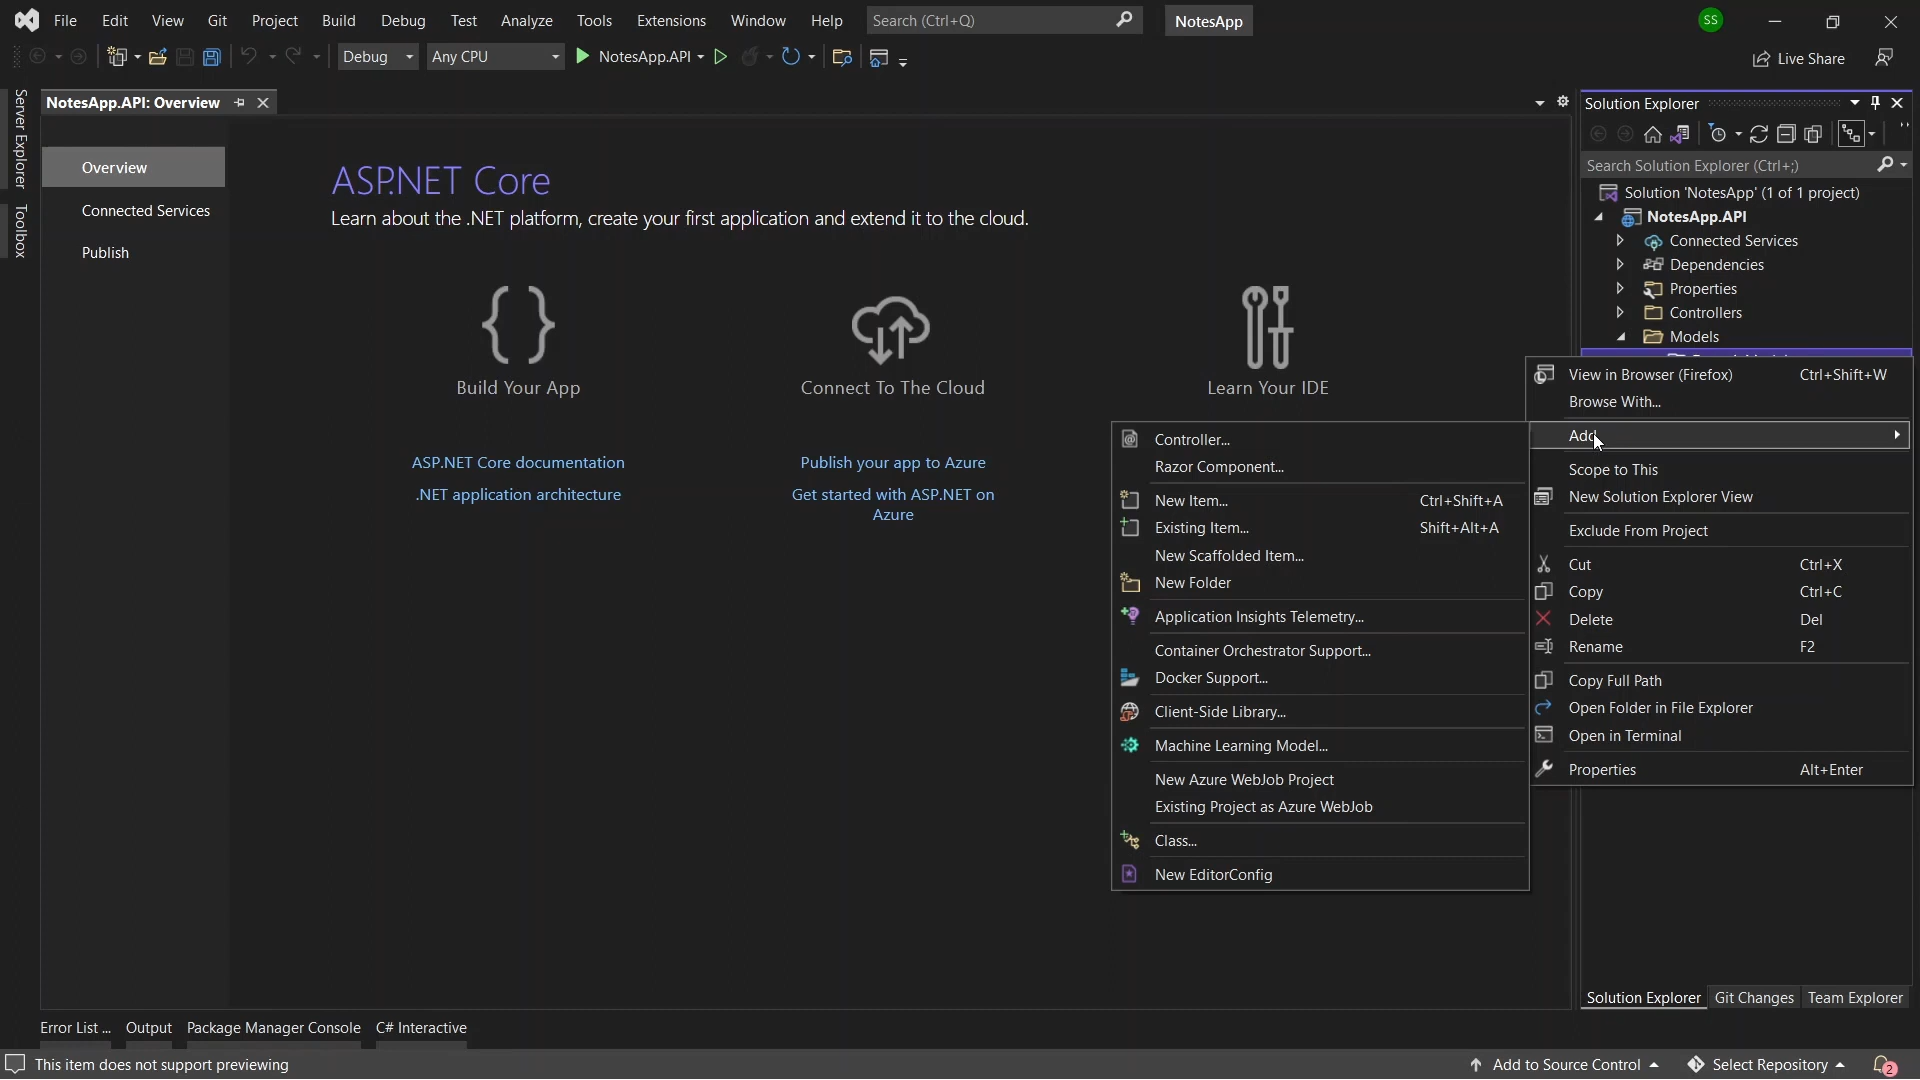 File Edit View Git Project Build Debug Test Analyze Tools Extensions Window Help Search (Ctrl+Q) NotesApp SS
Debug Any CPU NotesApp.API Live Share
Server Explorer
Toolbox
NotesApp.API: Overview
Overview
Connected Services
Publish
ASP.NET Core
Learn about the .NET platform, create your first application and extend it to the cloud.
Build Your App
Connect To The Cloud
Learn Your IDE
ASP.NET Core documentation
.NET application architecture
Publish your app to Azure
Get started with ASP.NET on
Azure
Solution Explorer
Search Solution Explorer (Ctrl+;)
Solution 'NotesApp' (1 of 1 project)
NotesApp.API
Connected Services
Dependencies
Properties
Controllers
Models
View in Browser (Firefox) Ctrl+Shift+W
Browse With...
Add
Scope to This
New Solution Explorer View
Exclude From Project
Cut Ctrl+X
Copy Ctrl+C
Delete Del
Rename F2
Copy Full Path
Open Folder in File Explorer
Open in Terminal
Properties Alt+Enter
Controller...
Razor Component...
New Item... Ctrl+Shift+A
Existing Item... Shift+Alt+A
New Scaffolded Item...
New Folder
Application Insights Telemetry...
Container Orchestrator Support...
Docker Support...
Client-Side Library...
Machine Learning Model...
New Azure WebJob Project
Existing Project as Azure WebJob
Class...
New EditorConfig
Solution Explorer Git Changes Team Explorer
Error List ... Output Package Manager Console C# Interactive
This item does not support previewing Add to Source Control Select Repository 2